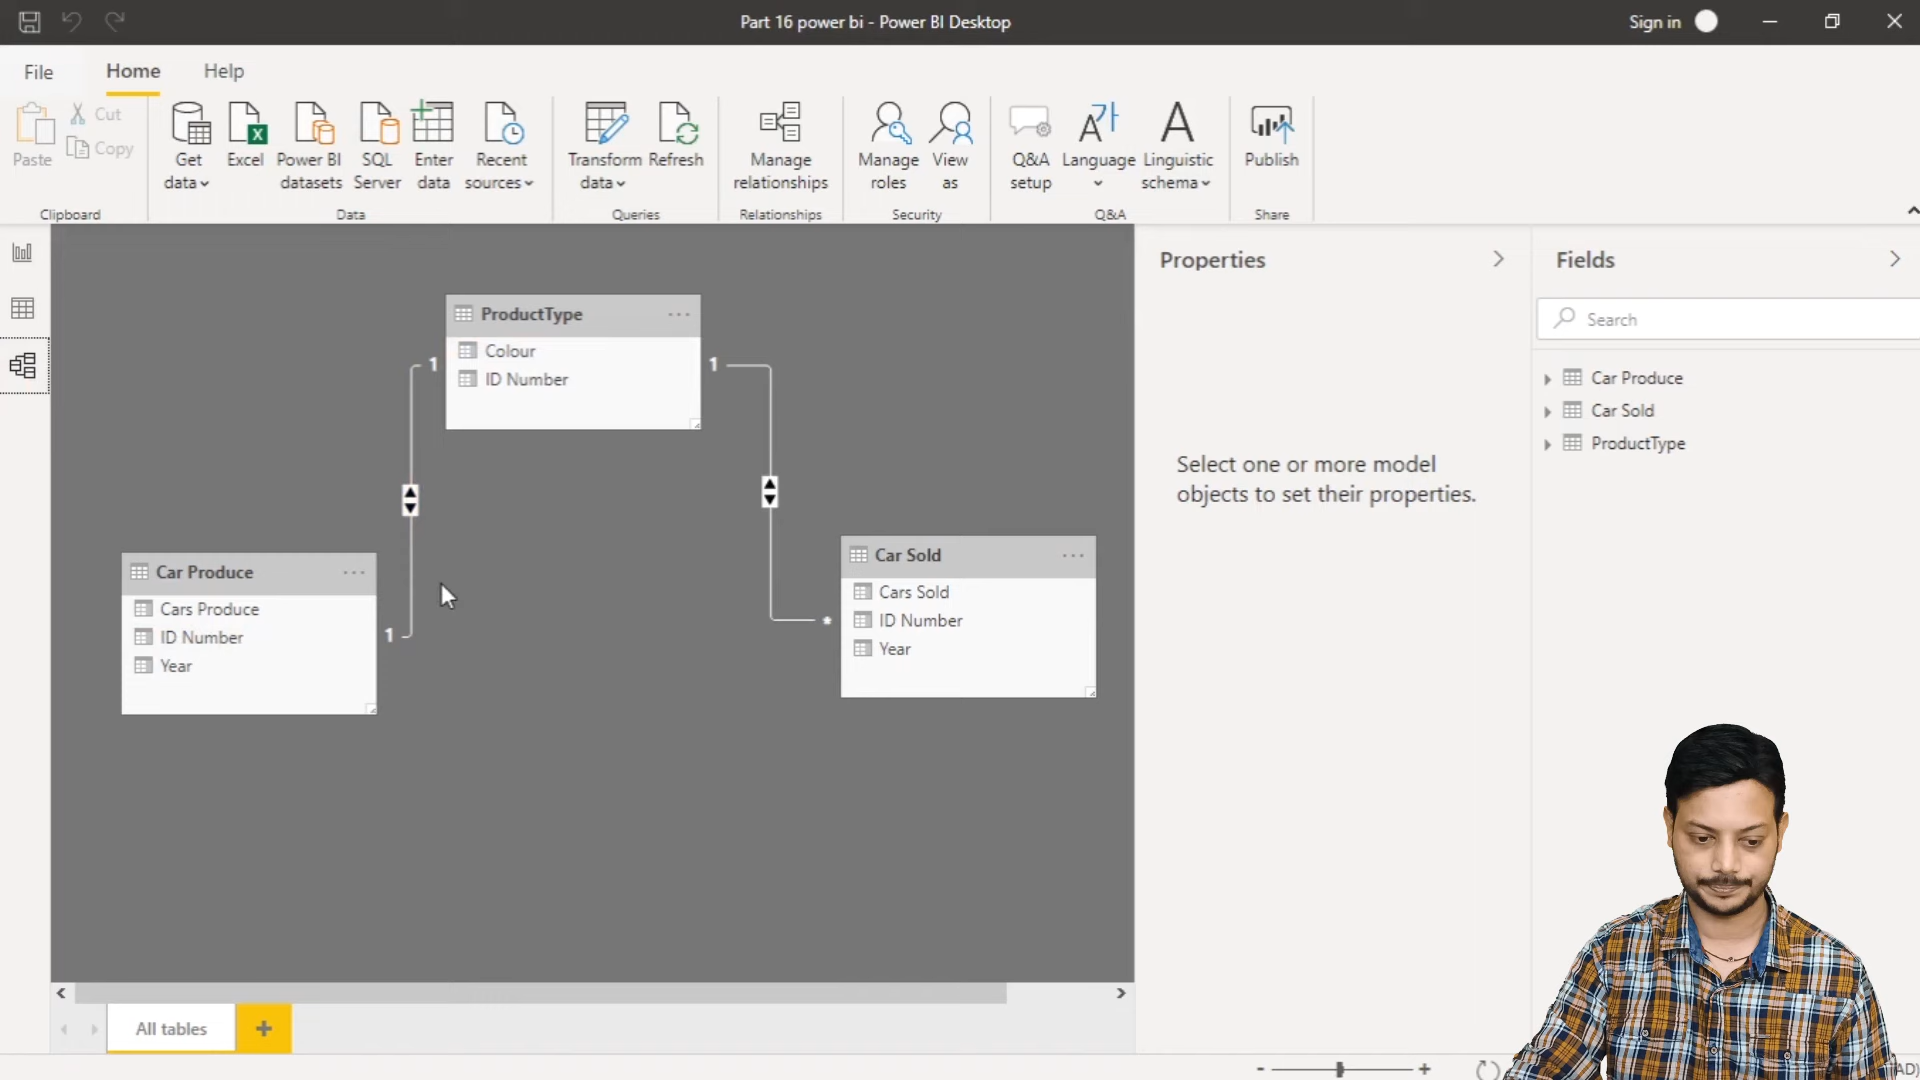 Part 16 power bi - Power BI Desktop
Sign in
File Home Help
Paste
Cut
Copy
Clipboard
Get data
Excel
Power BI datasets
SQL Server
Enter data
Recent sources
Data
Transform data
Refresh
Queries
Manage relationships
Relationships
Manage roles
View as
Security
Q&A setup
Language
Linguistic schema
Q&A
Publish
Share
ProductType
Colour
ID Number
1
1
Car Produce
Cars Produce
ID Number
Year
1
Car Sold
Cars Sold
ID Number
Year
*
Properties
Select one or more model
objects to set their properties.
Fields
Search
Car Produce
Car Sold
ProductType
All tables
+
- +
AD)